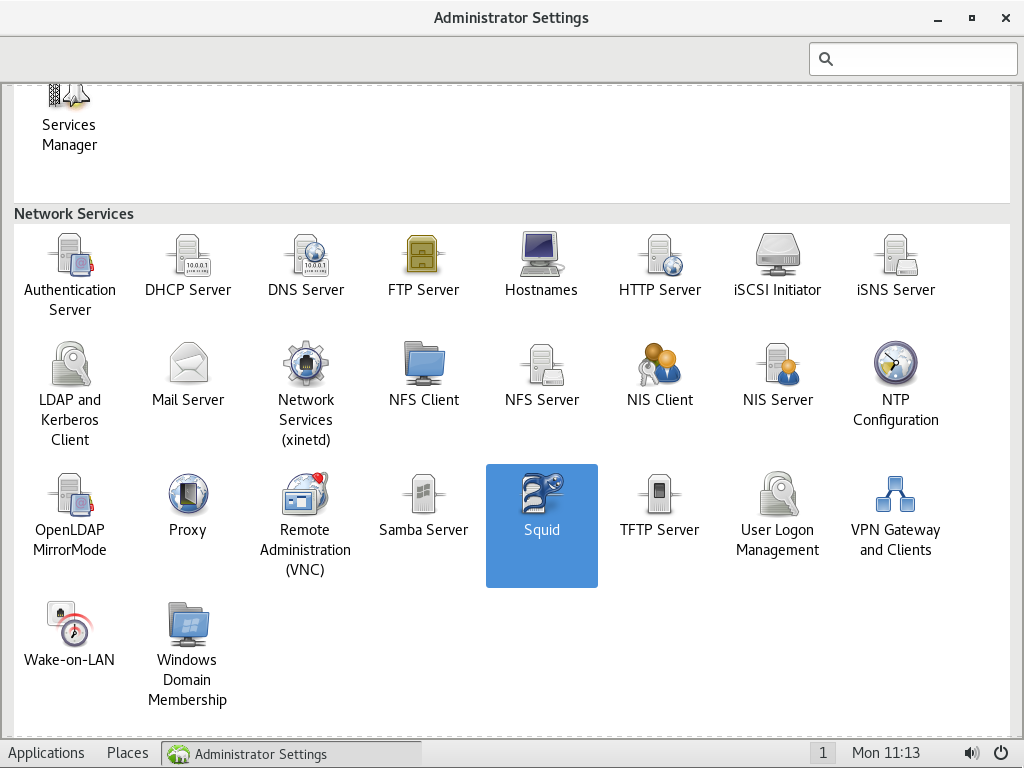 Administrator Settings
Services
Manager
Network Services
Authentication
Server
DHCP Server
DNS Server
FTP Server
Hostnames
HTTP Server
iSCSI Initiator
iSNS Server
LDAP and
Kerberos
Client
Mail Server
Network
Services
(xinetd)
NFS Client
NFS Server
NIS Client
NIS Server
NTP
Configuration
OpenLDAP
MirrorMode
Proxy
Remote
Administration
(VNC)
Samba Server
Squid
TFTP Server
User Logon
Management
VPN Gateway
and Clients
Wake-on-LAN
Windows
Domain
Membership
Applications
Places
Administrator Settings
1
Mon 11:13